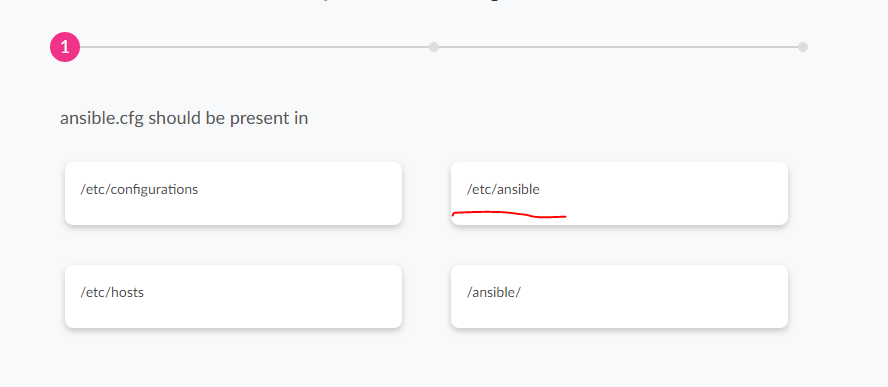 1
ansible.cfg should be present in
/etc/configurations
/etc/ansible
/etc/hosts
/ansible/